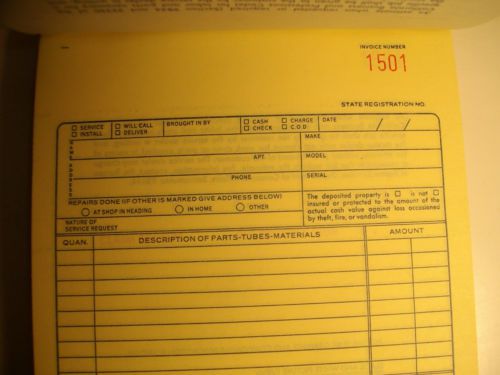 INVOICE NUMBER
1501
STATE REGISTRATION NO.
SERVICE WILL CALL BROUGHT IN BY CASH CHARGE DATE / /
INSTALL DELIVER CHECK C.O.D.
NAME MAKE
APT. MODEL
ADDRESS PHONE SERIAL
REPAIRS DONE (IF OTHER IS MARKED GIVE ADDRESS BELOW)
AT SHOP IN HEADING IN HOME OTHER
The deposited property is is not
insured or protected to the amount of the
actual cash value against loss occasioned
by theft, fire, or vandalism.
NATURE OF
SERVICE REQUEST
QUAN. DESCRIPTION OF PARTS-TUBES-MATERIALS AMOUNT